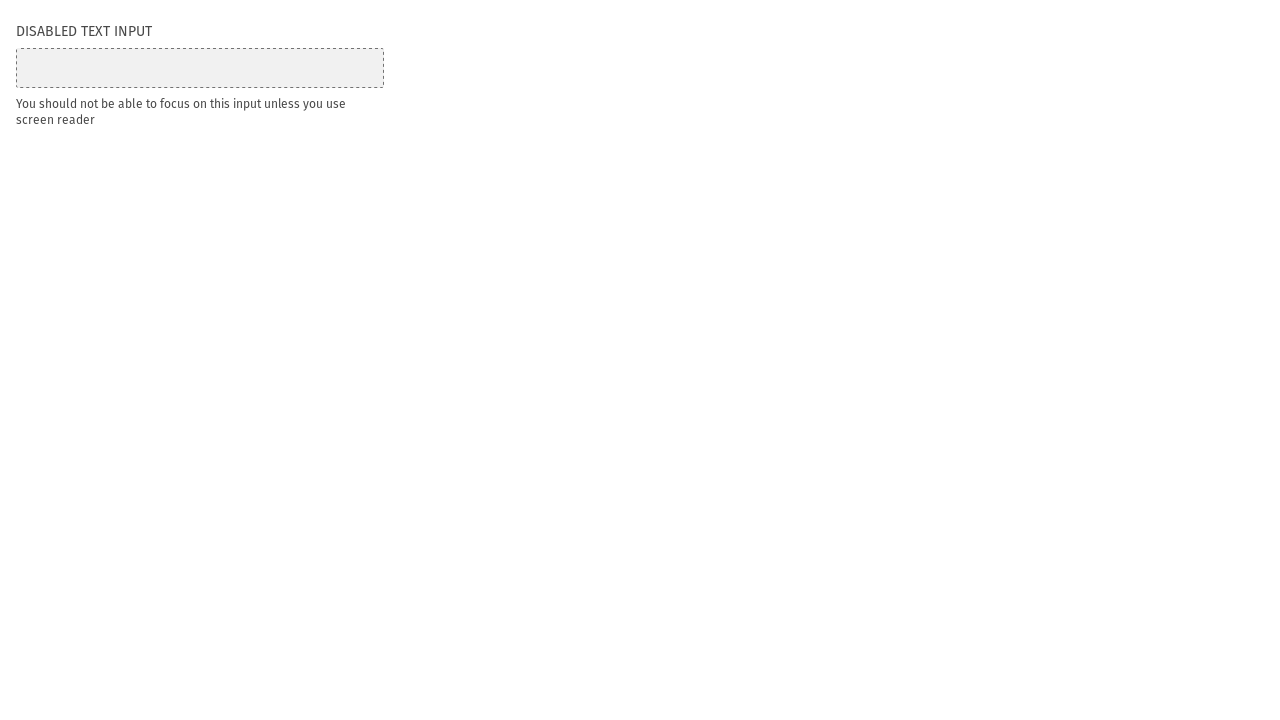 DISABLED TEXT INPUT
You should not be able to focus on this input unless you use
screen reader